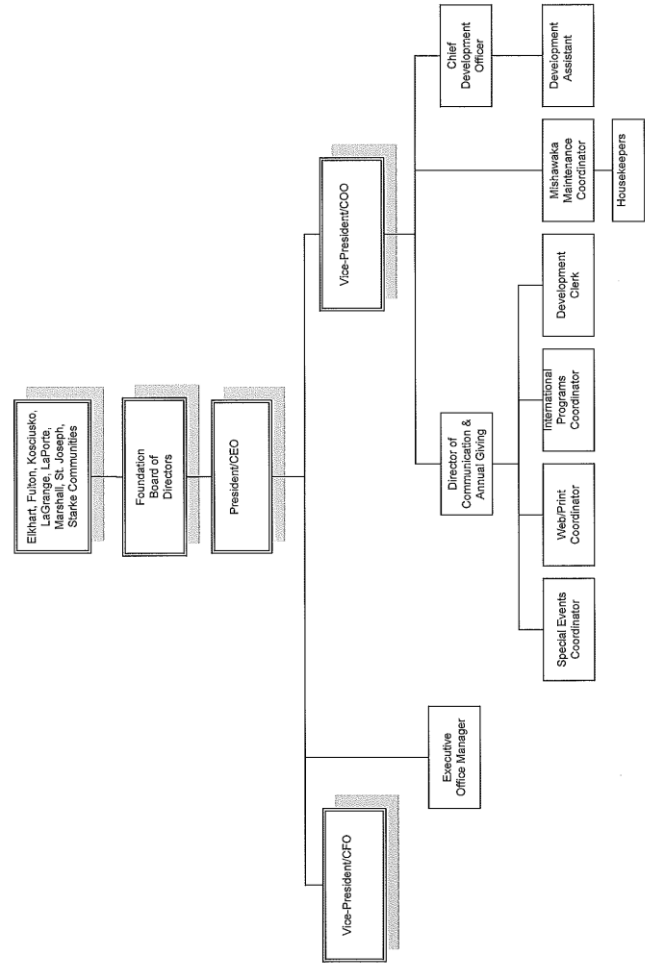 Elkhart, Fulton, Kosciusko,
LaGrange, LaPorte,
Marshall, St. Joseph,
Starke Communities
Foundation
Board of
Directors
President/CEO
Vice-President/CFO
Vice-President/COO
Executive
Office Manager
Director of
Communication &
Annual Giving
Chief
Development
Officer
Special Events
Coordinator
Web/Print
Coordinator
International
Programs
Coordinator
Development
Clerk
Mishawaka
Maintenance
Coordinator
Development
Assistant
Housekeepers